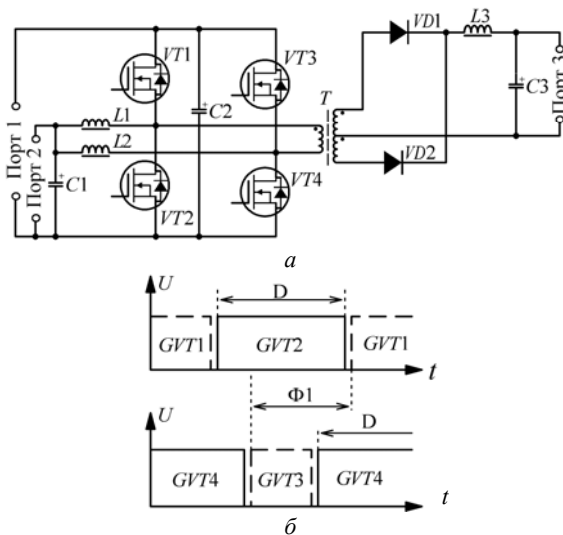 VD1
L3
VT1
VT3
Порт 1
Порт 2
L1
L2
C1
C2
T
C3
Порт 3
VD2
VT2
VT4
а
U
D
GVT1
GVT2
GVT1
t
Ф1
U
D
GVT4
GVT3
GVT4
t
б